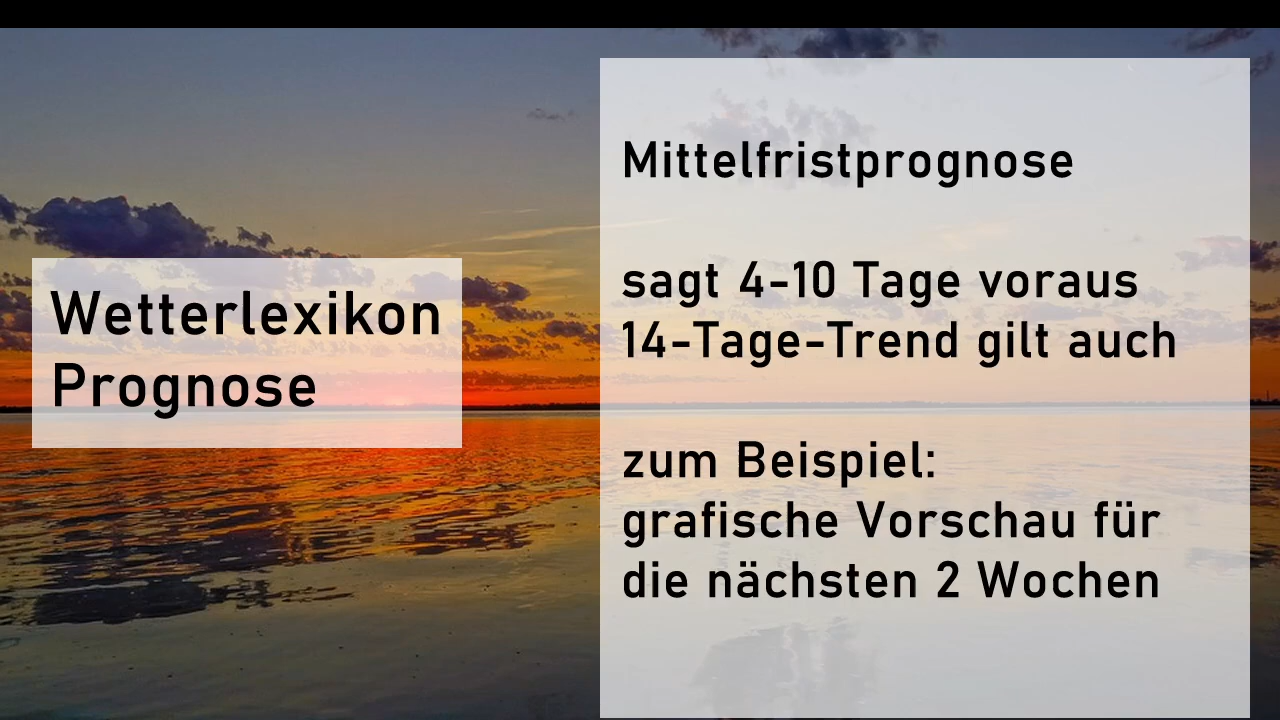 Wetterlexikon
Prognose
Mittelfristprognose
sagt 4-10 Tage voraus
14-Tage-Trend gilt auch
zum Beispiel:
grafische Vorschau für
die nächsten 2 Wochen